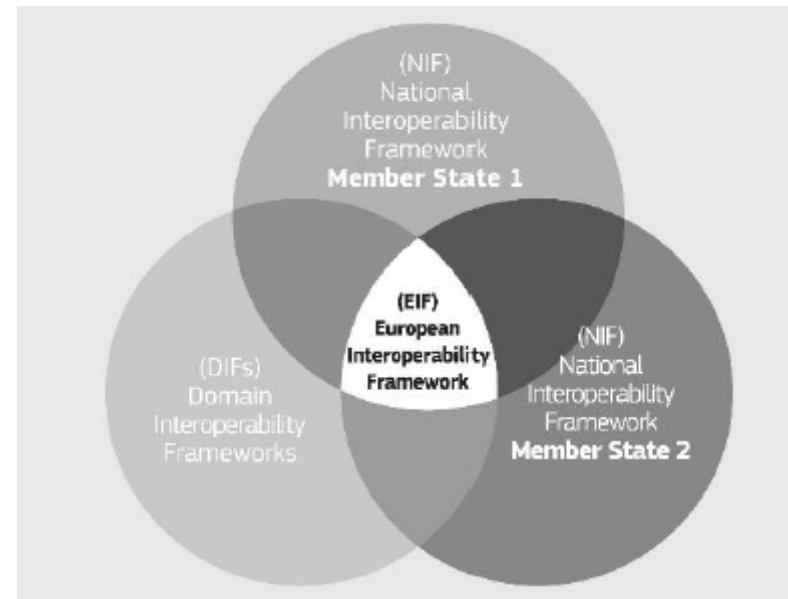 (NIF)
National
Interoperability
Framework
Member State 1
(EIF)
European
Interoperability
Framework
(DIFs)
Domain
Interoperability
Frameworks
(NIF)
National
Interoperability
Framework
Member State 2